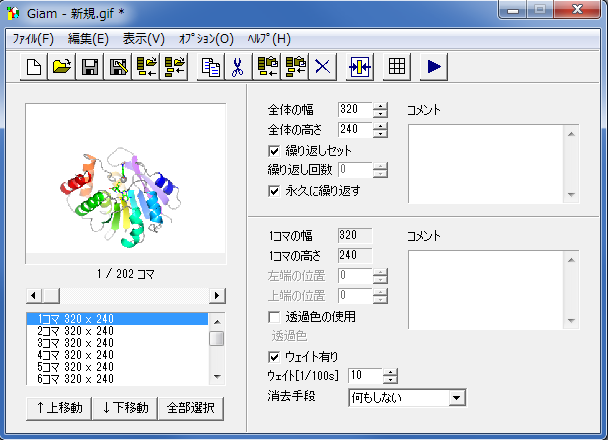 Giam - 新規.gif *
ﾌｧｲﾙ(F) 編集(E) 表示(V) ｵﾌﾟｼｮﾝ(O) ﾍﾙﾌﾟ(H)
1 / 202 コマ
1コマ 320 x 240
2コマ 320 x 240
3コマ 320 x 240
4コマ 320 x 240
5コマ 320 x 240
6コマ 320 x 240
↑上移動 ↓下移動 全部選択
全体の幅 320
全体の高さ 240
繰り返しセット
繰り返し回数 0
永久に繰り返す
コメント
1コマの幅 320
1コマの高さ 240
左端の位置 0
上端の位置 0
透過色の使用
透過色
ウェイト有り
ｳｪｲﾄ[1/100s] 10
消去手段 何もしない
コメント